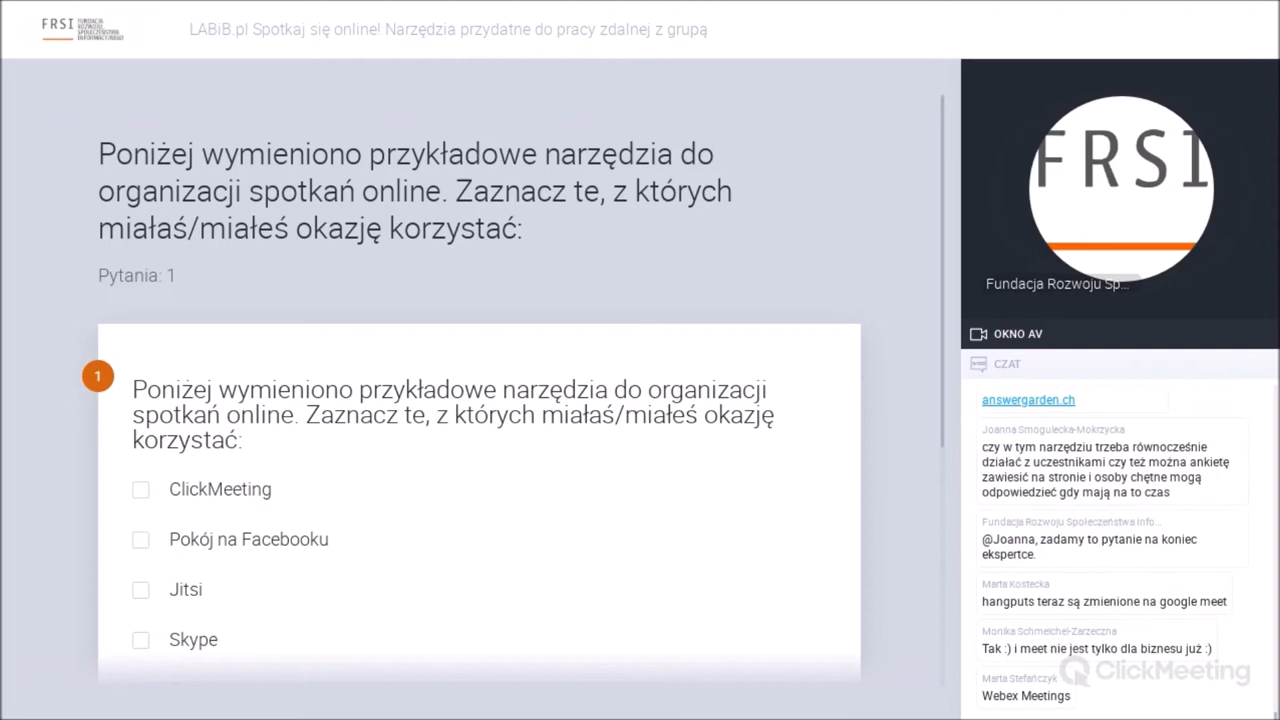 FRSI
FUNDACJA
ROZWOJU
SPOŁECZEŃSTWA
INFORMACYJNEGO
LABiB.pl Spotkaj się online! Narzędzia przydatne do pracy zdalnej z grupą
Poniżej wymieniono przykładowe narzędzia do
organizacji spotkań online. Zaznacz te, z których
miałaś/miałeś okazję korzystać:
Pytania: 1
1
Poniżej wymieniono przykładowe narzędzia do organizacji
spotkań online. Zaznacz te, z których miałaś/miałeś okazję
korzystać:
ClickMeeting
Pokój na Facebooku
Jitsi
Skype
FRSI
Fundacja Rozwoju Sp...
OKNO AV
CZAT
answergarden.ch
Joanna Smogulecka-Mokrzycka
czy w tym narzędziu trzeba równocześnie
działać z uczestnikami czy też można ankietę
zawiesić na stronie i osoby chętne mogą
odpowiedzieć gdy mają na to czas
Fundacja Rozwoju Społeczeństwa Info...
@Joanna, zadamy to pytanie na koniec
ekspertce.
Marta Kostecka
hangputs teraz są zmienione na google meet
Monika Schmeichel-Zarzeczna
Tak :) i meet nie jest tylko dla biznesu już :)
Marta Stefańczyk
Webex Meetings
ClickMeeting